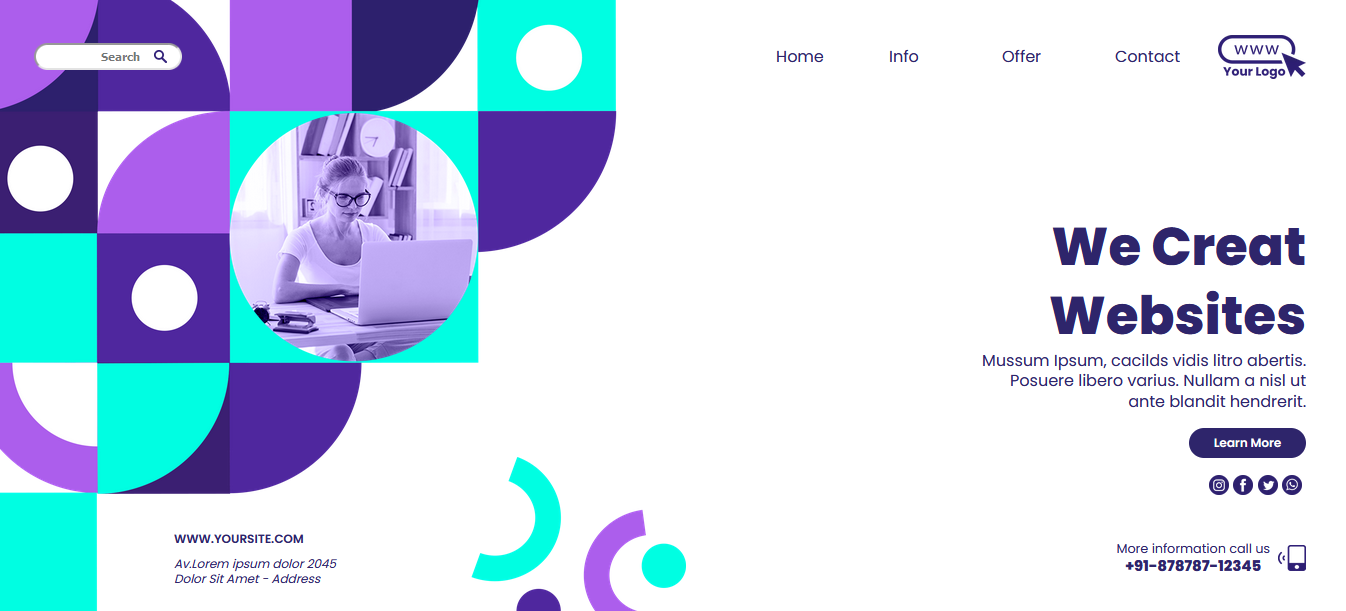 Search
Home
Info
Offer
Contact
WWW
Your Logo
We Creat
Websites
Mussum Ipsum, cacilds vidis litro abertis.
Posuere libero varius. Nullam a nisl ut
ante blandit hendrerit.
Learn More
WWW.YOURSITE.COM
Av.Lorem ipsum dolor 2045
Dolor Sit Amet - Address
More information call us
+91-878787-12345